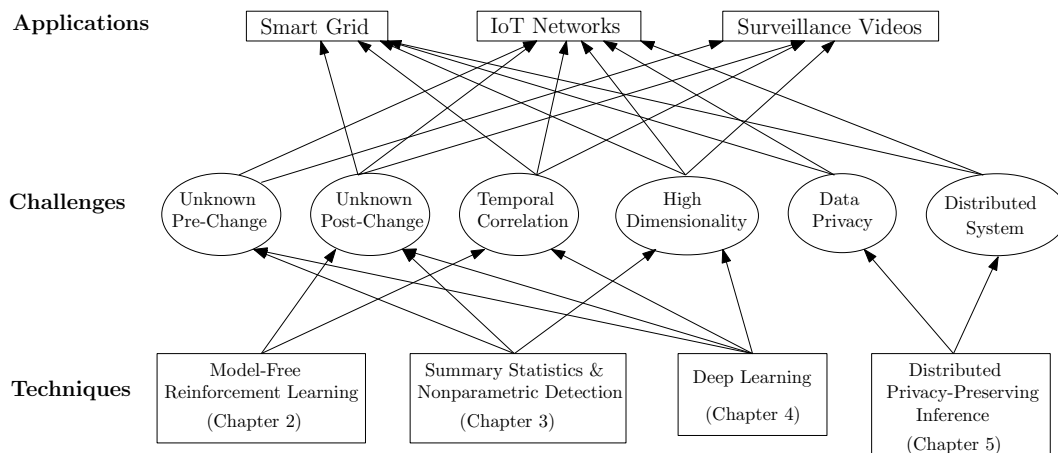 Applications
Smart Grid
IoT Networks
Surveillance Videos
Challenges
Unknown
Pre-Change
Unknown
Post-Change
Temporal
Correlation
High
Dimensionality
Data
Privacy
Distributed
System
Techniques
Model-Free
Reinforcement Learning
(Chapter 2)
Summary Statistics &
Nonparametric Detection
(Chapter 3)
Deep Learning
(Chapter 4)
Distributed
Privacy-Preserving
Inference
(Chapter 5)